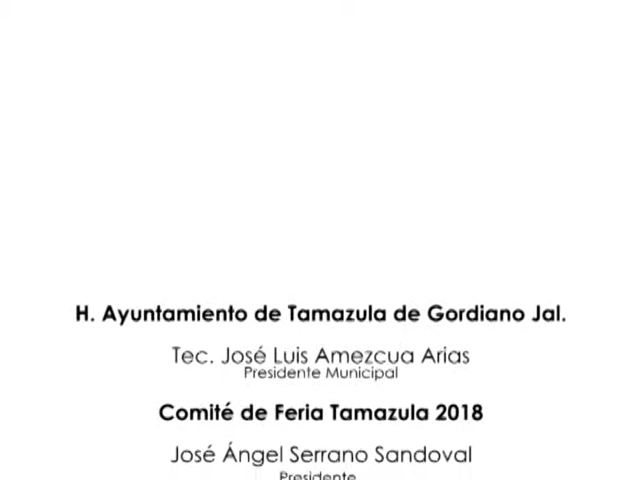 H. Ayuntamiento de Tamazula de Gordiano Jal.
Tec. José Luis Amezcua Arias
Presidente Municipal
Comité de Feria Tamazula 2018
José Ángel Serrano Sandoval
Presidente